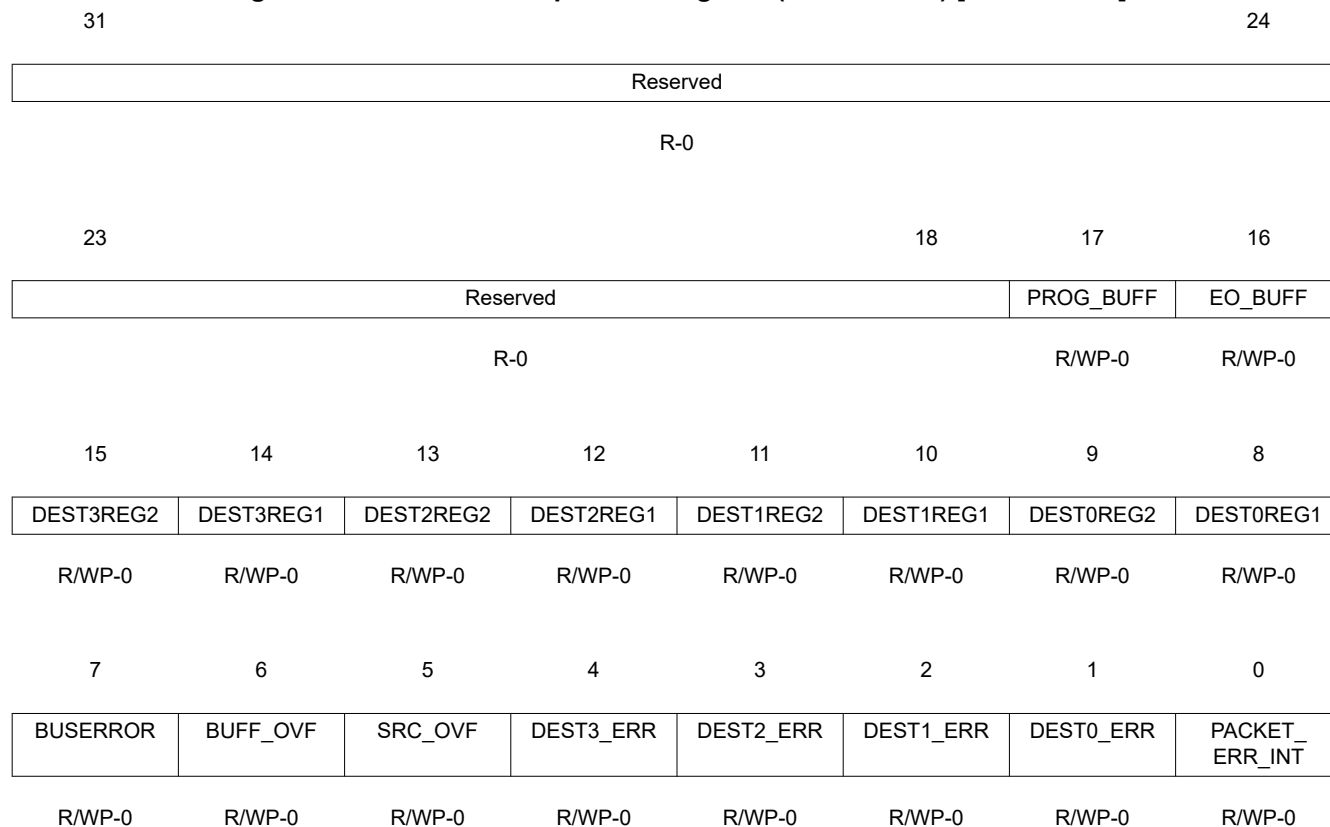 31 24
Reserved
R-0
23 18 17 16
Reserved PROG_BUFF EO_BUFF
R-0 R/WP-0 R/WP-0
15 14 13 12 11 10 9 8
DEST3REG2 DEST3REG1 DEST2REG2 DEST2REG1 DEST1REG2 DEST1REG1 DEST0REG2 DEST0REG1
R/WP-0 R/WP-0 R/WP-0 R/WP-0 R/WP-0 R/WP-0 R/WP-0 R/WP-0
7 6 5 4 3 2 1 0
BUSERROR BUFF_OVF SRC_OVF DEST3_ERR DEST2_ERR DEST1_ERR DEST0_ERR PACKET_
ERR_INT
R/WP-0 R/WP-0 R/WP-0 R/WP-0 R/WP-0 R/WP-0 R/WP-0 R/WP-0